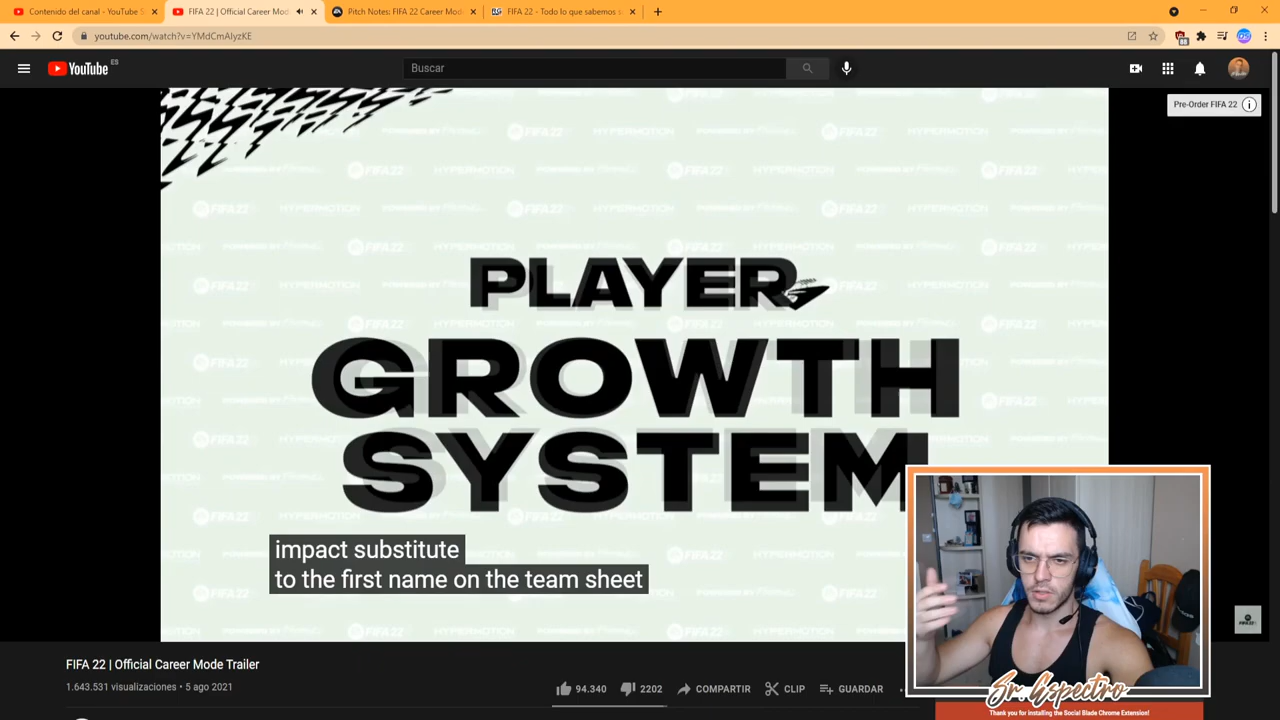 Contenido del canal - YouTube S
FIFA 22 | Official Career Mod
Pitch Notes: FIFA 22 Career Mod
FIFA 22 - Todo lo que sabemos
youtube.com/watch?v=YMdCmAlyzKE
YouTube ES
Buscar
Pre-Order FIFA 22
PLAYER
GROWTH
SYSTEM
impact substitute
to the first name on the team sheet
FIFA 22 | Official Career Mode Trailer
1.643.531 visualizaciones • 5 ago 2021
94.340
2202
COMPARTIR
CLIP
GUARDAR
Sr. Espectro
Thank you for installing the Social Blade Chrome Extension!